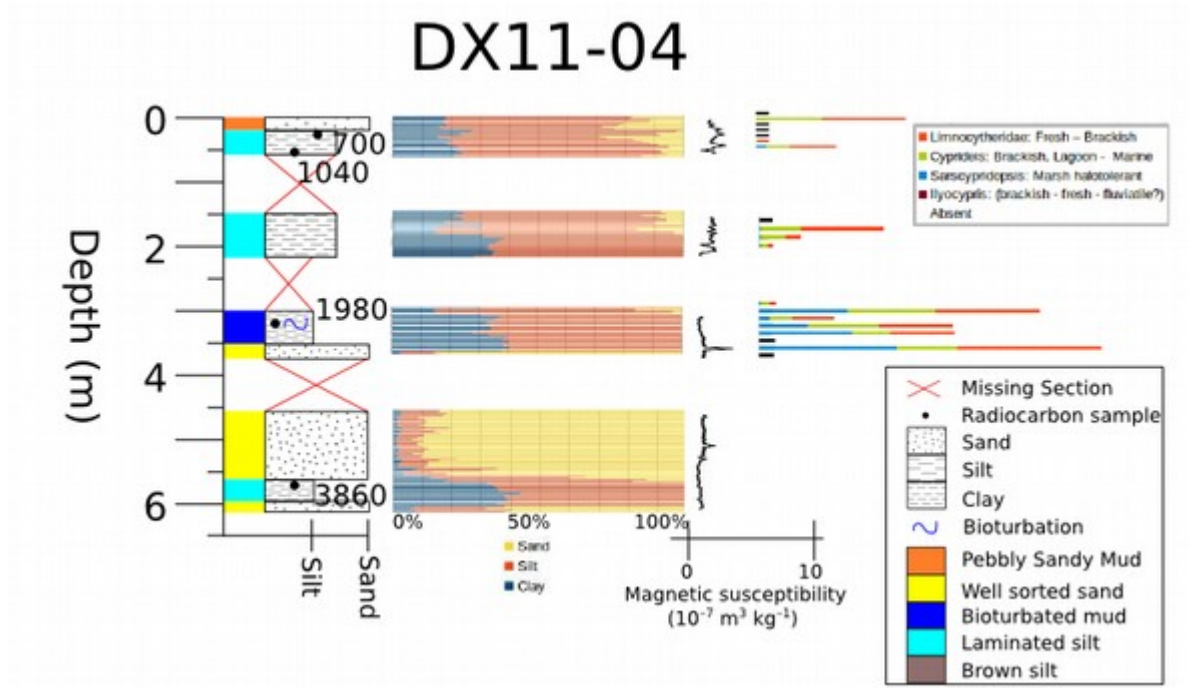 DX11-04
Depth (m)
0
2
4
6
700
1040
1980
3860
Silt
Sand
0% 50% 100%
Sand
Silt
Clay
0 10
Magnetic susceptibility
(10⁻⁷ m³ kg⁻¹)
Limnocytheridae: Fresh – Brackish
Cyprideis: Brackish, Lagoon - Marine
Sarscypridopsis: Marsh halotolerant
Ilyocypris: (brackish - fresh - fluviatile?)
Absent
Missing Section
Radiocarbon sample
Sand
Silt
Clay
Bioturbation
Pebbly Sandy Mud
Well sorted sand
Bioturbated mud
Laminated silt
Brown silt